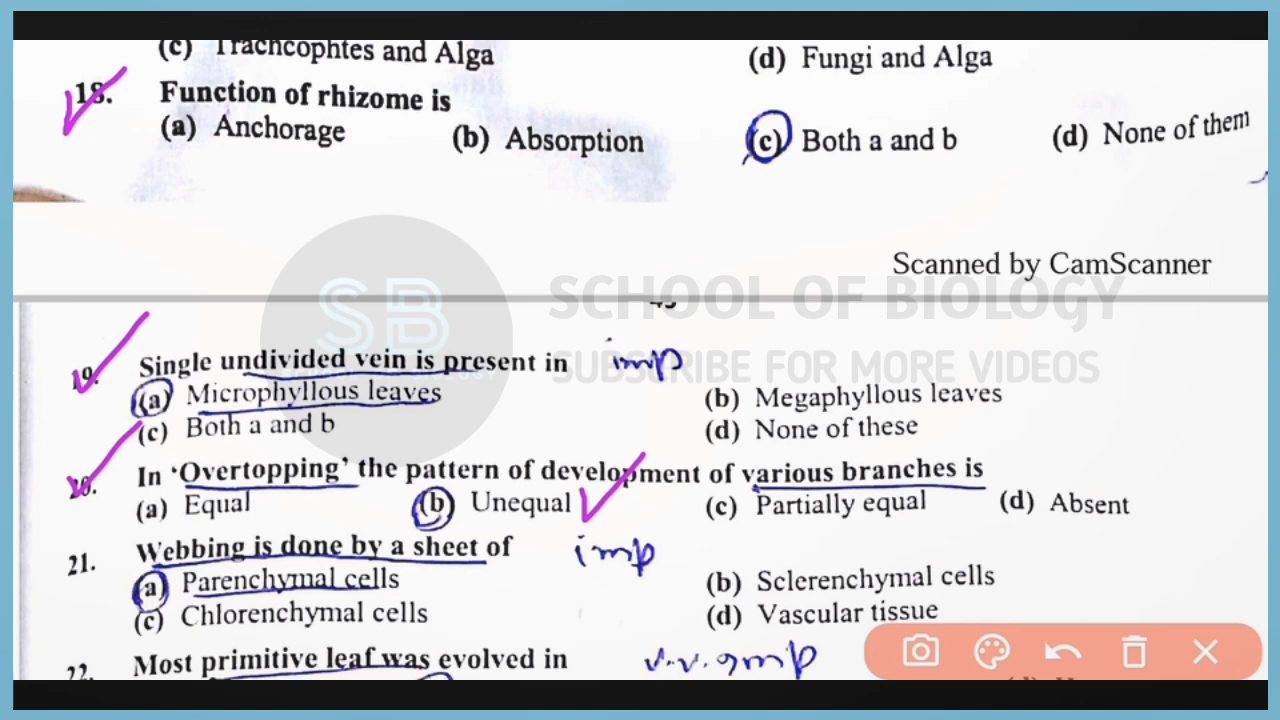 (c) Trachcophtes and Alga (d) Fungi and Alga
18. Function of rhizome is
(a) Anchorage (b) Absorption (c) Both a and b (d) None of them
Scanned by CamScanner
SB SCHOOL OF BIOLOGY
SUBSCRIBE FOR MORE VIDEOS
19. Single undivided vein is present in imp
(a) Microphyllous leaves (b) Megaphyllous leaves
(c) Both a and b (d) None of these
20. In ‘Overtopping’ the pattern of development of various branches is
(a) Equal (b) Unequal (c) Partially equal (d) Absent
21. Webbing is done by a sheet of imp
(a) Parenchymal cells (b) Sclerenchymal cells
(c) Chlorenchymal cells (d) Vascular tissue
22. Most primitive leaf was evolved in v.v.imp